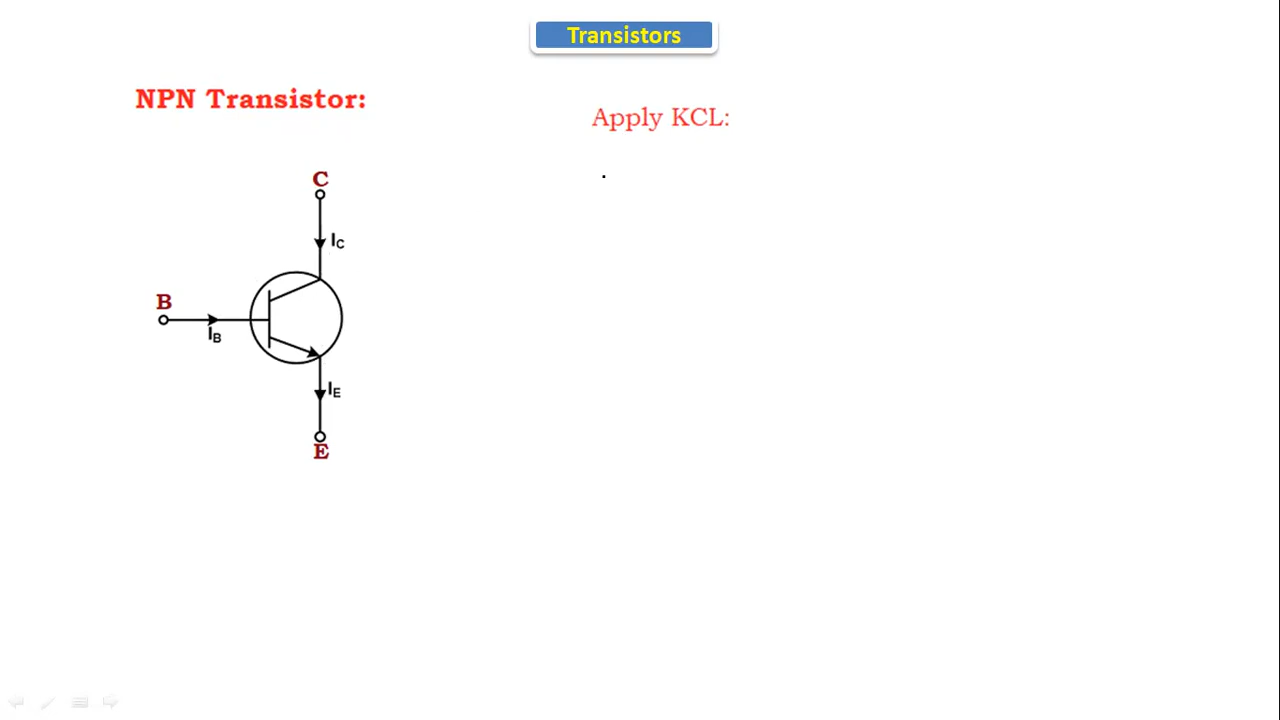 Transistors
NPN Transistor:
Apply KCL:
C
IC
B
IB
IE
E